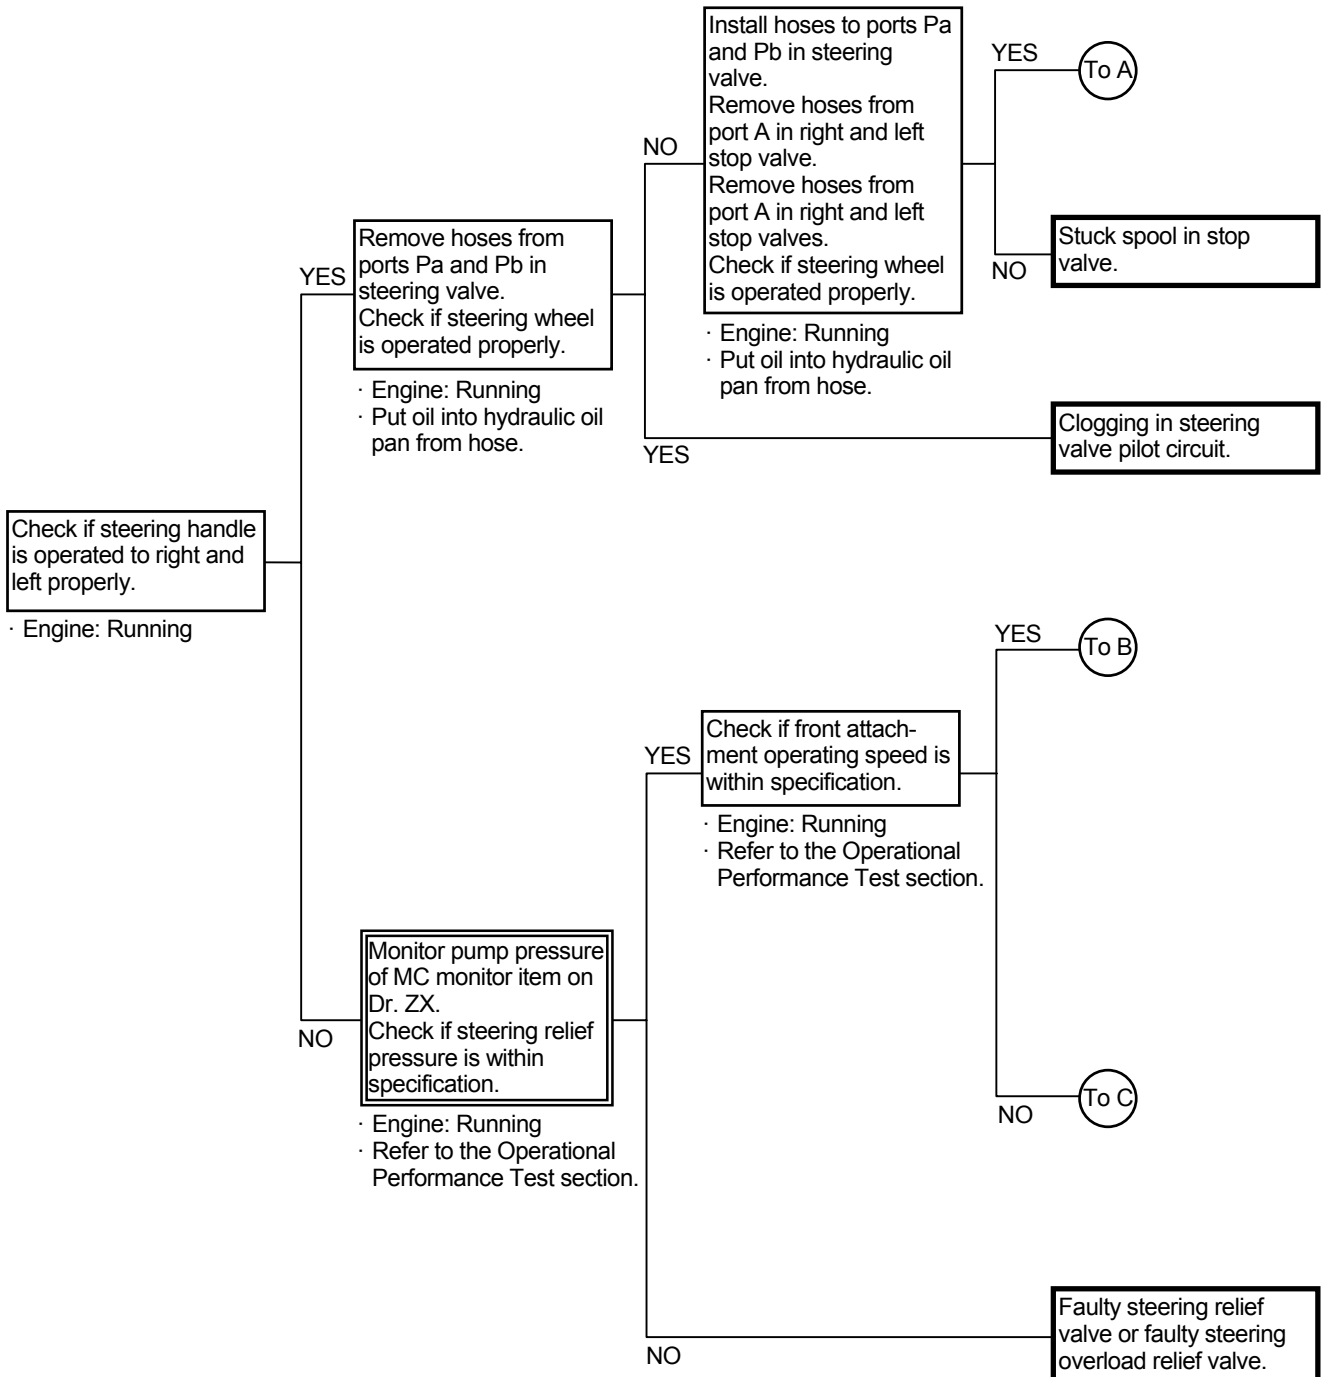 Install hoses to ports Pa
and Pb in steering
valve.
Remove hoses from
port A in right and left
stop valve.
Remove hoses from
port A in right and left
stop valves.
Check if steering wheel
is operated properly.
· Engine: Running
· Put oil into hydraulic oil
pan from hose.
YES
To A
NO
Stuck spool in stop
valve.
NO
YES
Remove hoses from
ports Pa and Pb in
steering valve.
Check if steering wheel
is operated properly.
· Engine: Running
· Put oil into hydraulic oil
pan from hose.
YES
Clogging in steering
valve pilot circuit.
Check if steering handle
is operated to right and
left properly.
· Engine: Running
YES
To B
YES
Check if front attach-
ment operating speed is
within specification.
· Engine: Running
· Refer to the Operational
Performance Test section.
NO
To C
NO
Monitor pump pressure
of MC monitor item on
Dr. ZX.
Check if steering relief
pressure is within
specification.
· Engine: Running
· Refer to the Operational
Performance Test section.
NO
Faulty steering relief
valve or faulty steering
overload relief valve.